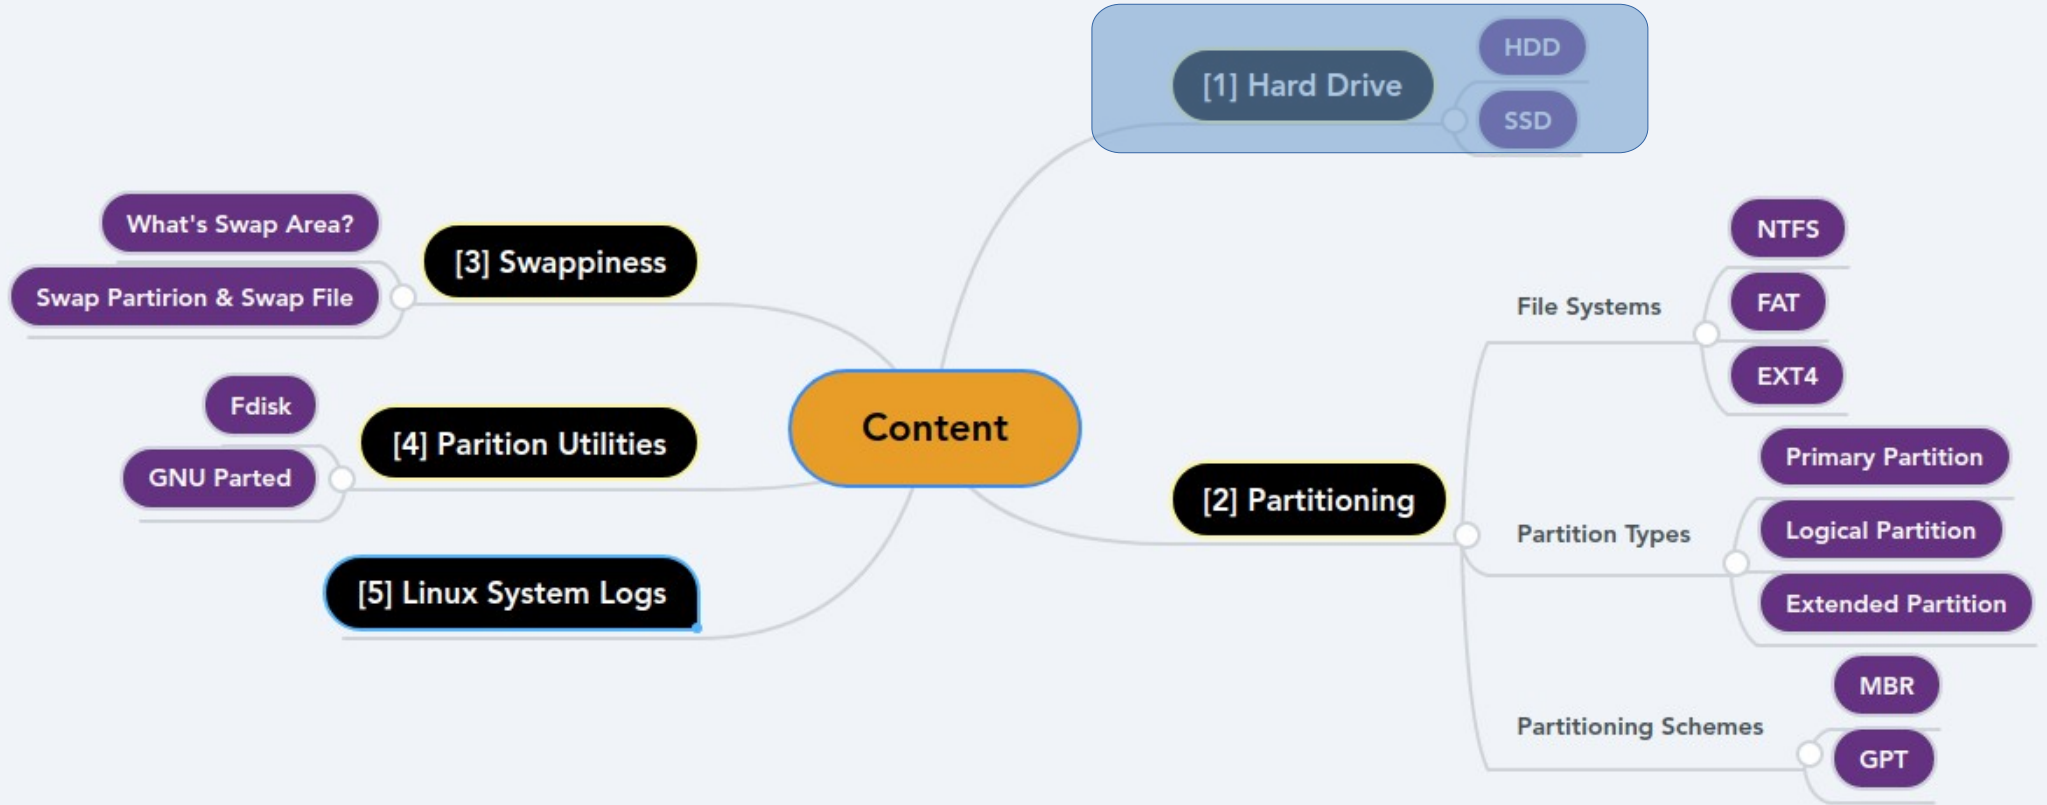 Content
[1] Hard Drive
HDD
SSD
[2] Partitioning
File Systems
NTFS
FAT
EXT4
Partition Types
Primary Partition
Logical Partition
Extended Partition
Partitioning Schemes
MBR
GPT
[3] Swappiness
What's Swap Area?
Swap Partirion & Swap File
[4] Parition Utilities
Fdisk
GNU Parted
[5] Linux System Logs